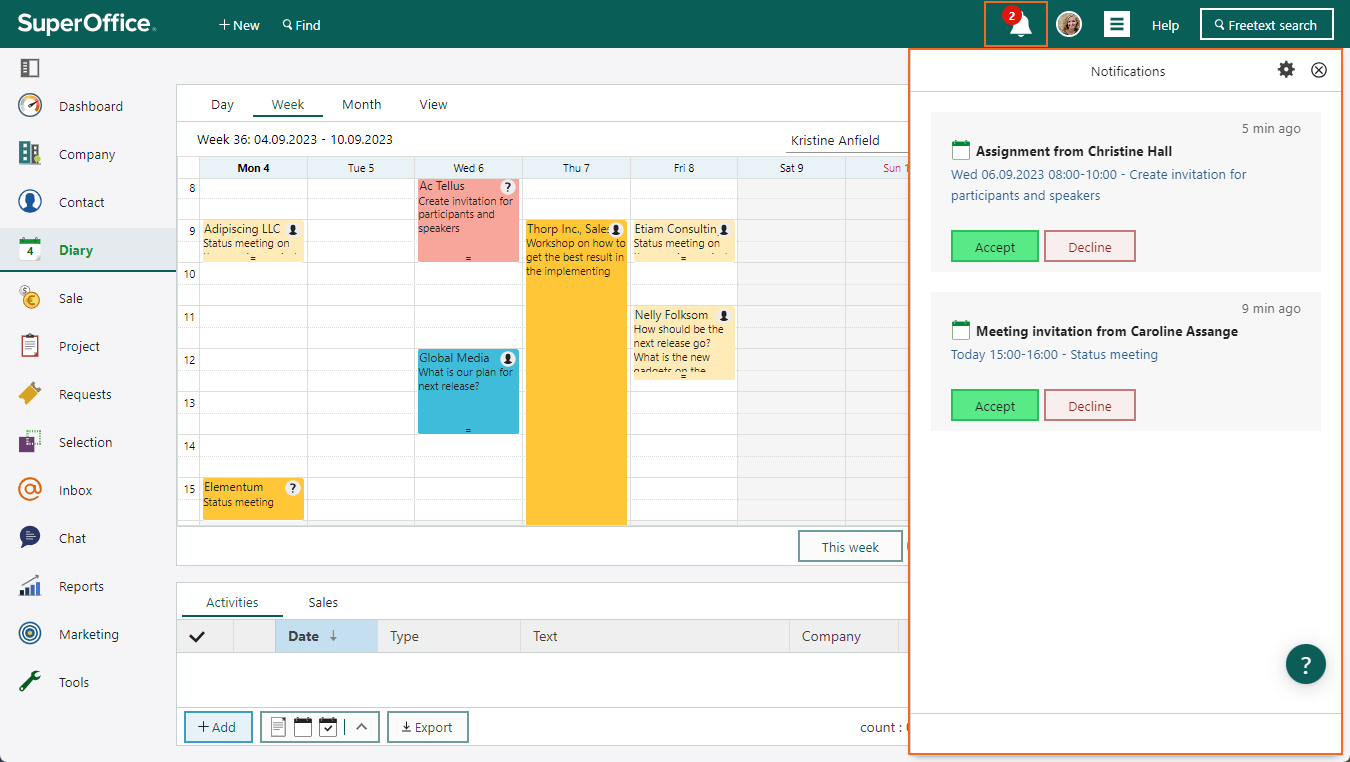 SuperOffice
+ New
Find
2
Help
Freetext search
Dashboard
Company
Contact
4
Diary
Sale
Project
Requests
Selection
Inbox
Chat
Reports
Marketing
Tools
Day
Week
Month
View
Week 36: 04.09.2023 - 10.09.2023
Kristine Anfield
Mon 4
Tue 5
Wed 6
Thu 7
Fri 8
Sat 9
Sun 1
8
9
10
11
12
13
14
15
Adipiscing LLC
Status meeting on
Elementum
?
Status meeting
Ac Tellus
?
Create invitation for
participants and
speakers
Global Media
What is our plan for
next release?
Thorp Inc., Sales
Workshop on how to
get the best result in
the implementing
Etiam Consultin
Status meeting on
Nelly Folksom
How should be the
next release go?
What is the new
gadgets on the
This week
Activities
Sales
Date ↓
Type
Text
Company
+ Add
Export
count :
Notifications
5 min ago
Assignment from Christine Hall
Wed 06.09.2023 08:00-10:00 - Create invitation for
participants and speakers
Accept
Decline
9 min ago
Meeting invitation from Caroline Assange
Today 15:00-16:00 - Status meeting
Accept
Decline
?